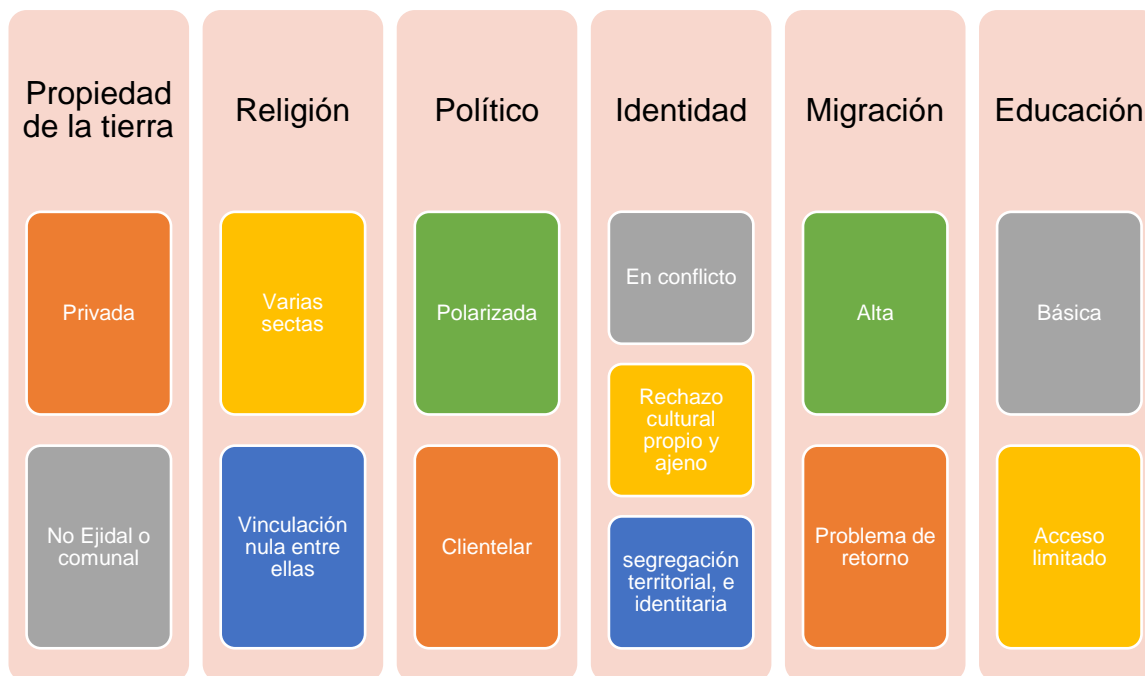 Propiedad
de la tierra
Privada
No Ejidal o
comunal
Religión
Varias
sectas
Vinculación
nula entre
ellas
Político
Polarizada
Clientelar
Identidad
En conflicto
Rechazo
cultural
propio y
ajeno
segregación
territorial, e
identitaria
Migración
Alta
Problema de
retorno
Educación
Básica
Acceso
limitado